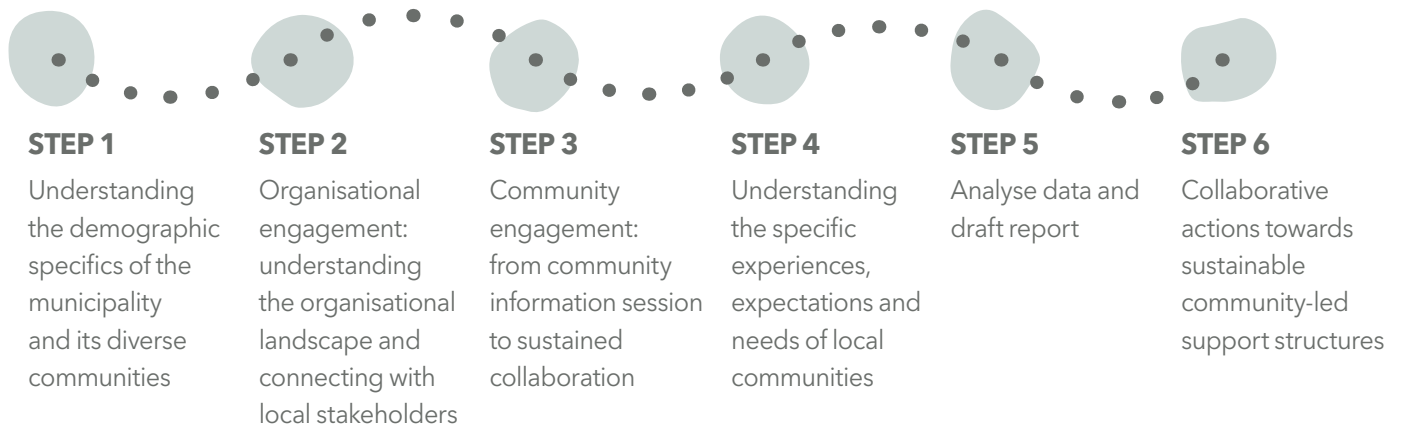 STEP 1
Understanding
the demographic
specifics of the
municipality
and its diverse
communities
STEP 2
Organisational
engagement:
understanding
the organisational
landscape and
connecting with
local stakeholders
STEP 3
Community
engagement:
from community
information session
to sustained
collaboration
STEP 4
Understanding
the specific
experiences,
expectations and
needs of local
communities
STEP 5
Analyse data and
draft report
STEP 6
Collaborative
actions towards
sustainable
community-led
support structures